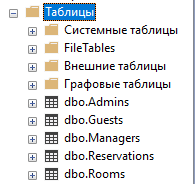 Таблицы
Системные таблицы
FileTables
Внешние таблицы
Графовые таблицы
dbo.Admins
dbo.Guests
dbo.Managers
dbo.Reservations
dbo.Rooms